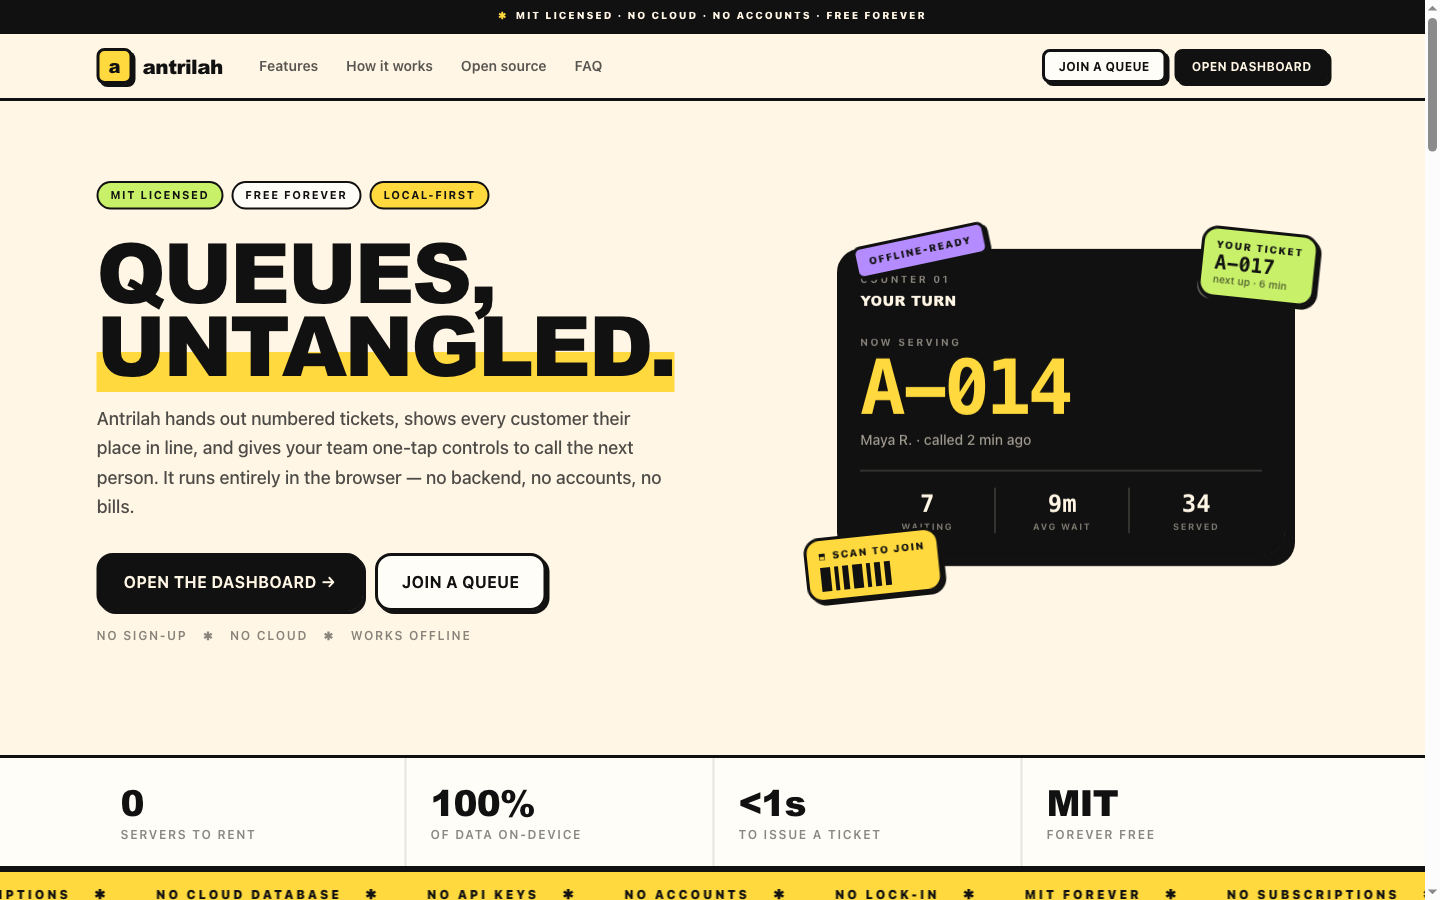 ✱ MIT LICENSED · NO CLOUD · NO ACCOUNTS · FREE FOREVER
a antrilah
Features
How it works
Open source
FAQ
JOIN A QUEUE
OPEN DASHBOARD
MIT LICENSED
FREE FOREVER
LOCAL-FIRST
QUEUES,
UNTANGLED.
Antrilah hands out numbered tickets, shows every customer their
place in line, and gives your team one-tap controls to call the next
person. It runs entirely in the browser — no backend, no accounts, no
bills.
OPEN THE DASHBOARD →
JOIN A QUEUE
NO SIGN-UP ✱ NO CLOUD ✱ WORKS OFFLINE
OFFLINE-READY
COUNTER 01
YOUR TURN
YOUR TICKET
A–017
next up · 6 min
NOW SERVING
A–014
Maya R. · called 2 min ago
7
WAITING
9m
AVG WAIT
34
SERVED
SCAN TO JOIN
0
SERVERS TO RENT
100%
OF DATA ON-DEVICE
<1s
TO ISSUE A TICKET
MIT
FOREVER FREE
IPTIONS ✱ NO CLOUD DATABASE ✱ NO API KEYS ✱ NO ACCOUNTS ✱ NO LOCK-IN ✱ MIT FOREVER ✱ NO SUBSCRIPTIONS